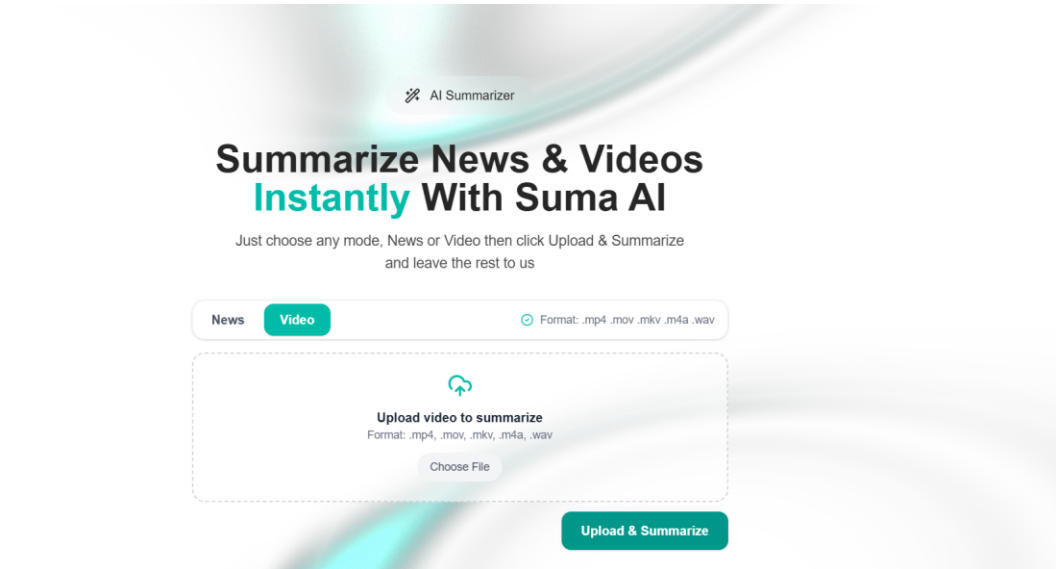 AI Summarizer
Summarize News & Videos
Instantly With Suma AI
Just choose any mode, News or Video then click Upload & Summarize
and leave the rest to us
News Video Format: .mp4 .mov .mkv .m4a .wav
Upload video to summarize
Format: .mp4, .mov, .mkv, .m4a, .wav
Choose File
Upload & Summarize